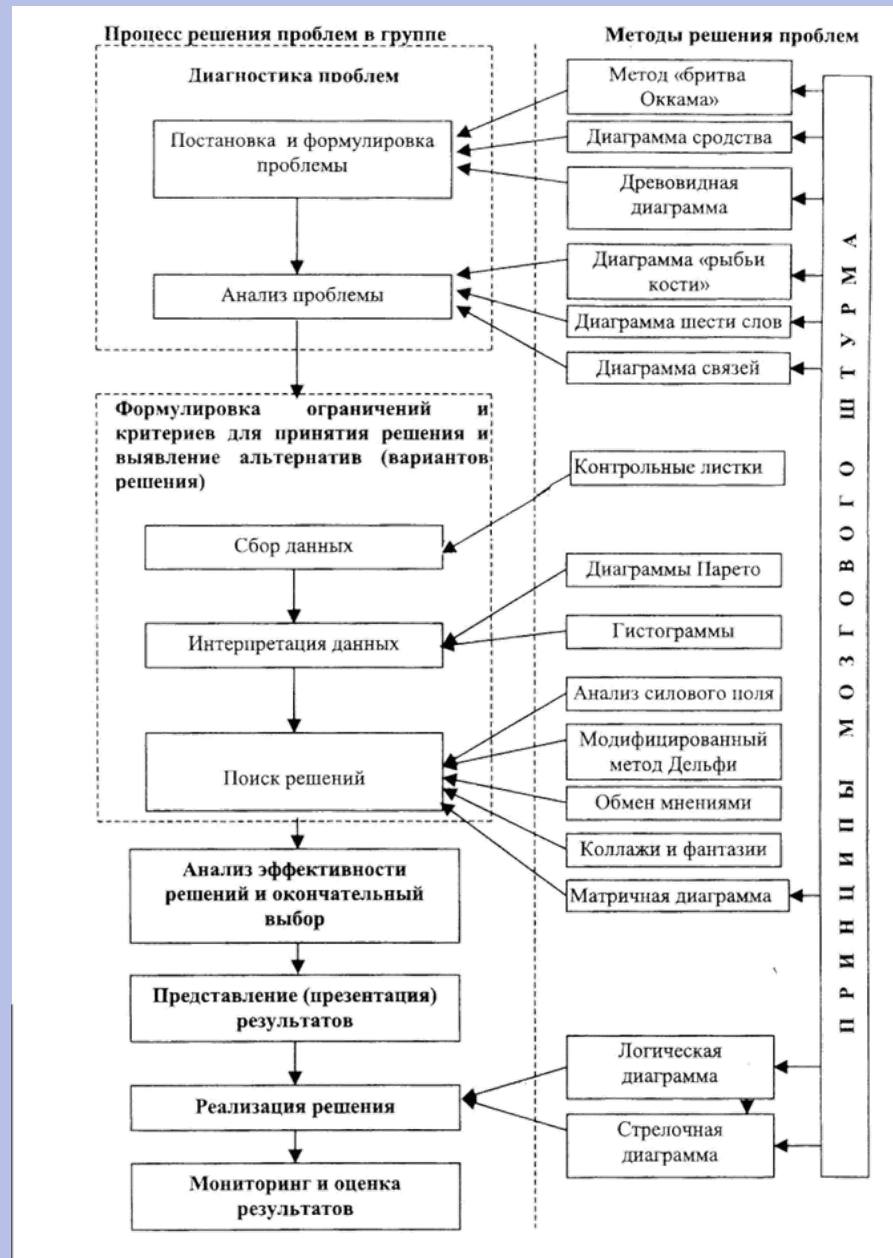 Процесс решения проблем в группе
Методы решения проблем
Диагностика проблем
Постановка и формулировка
проблемы
Анализ проблемы
Метод «бритва
Оккама»
Диаграмма сродства
Древовидная
диаграмма
Диаграмма «рыбьи
кости»
Диаграмма шести слов
Диаграмма связей
Формулировка ограничений и
критериев для принятия решения и
выявление альтернатив (вариантов
решения)
Сбор данных
Интерпретация данных
Поиск решений
Контрольные листки
Диаграммы Парето
Гистограммы
Анализ силового поля
Модифицированный
метод Дельфи
Обмен мнениями
Коллажи и фантазии
Матричная диаграмма
Анализ эффективности
решений и окончательный
выбор
Представление (презентация)
результатов
Реализация решения
Мониторинг и оценка
результатов
Логическая
диаграмма
Стрелочная
диаграмма
ПРИНЦИПЫ МОЗГОВОГО ШТУРМА